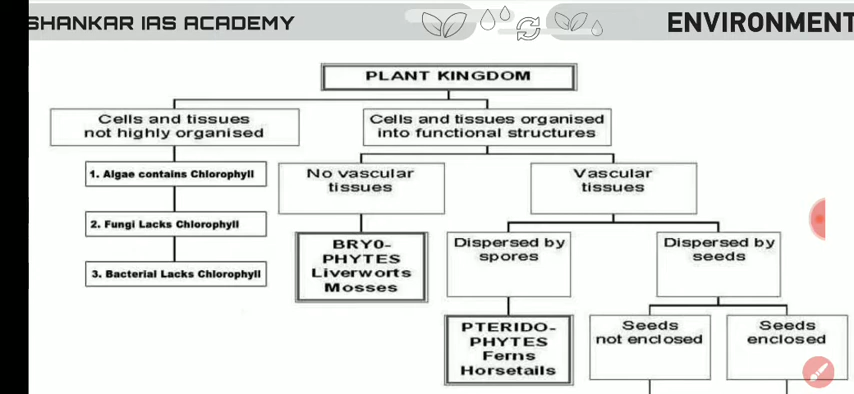 SHANKAR IAS ACADEMY
ENVIRONMENT
PLANT KINGDOM
Cells and tissues
not highly organised
Cells and tissues organised
into functional structures
1. Algae contains Chlorophyll
2. Fungi Lacks Chlorophyll
3. Bacterial Lacks Chlorophyll
No vascular
tissues
Vascular
tissues
BRYO-
PHYTES
Liverworts
Mosses
Dispersed by
spores
Dispersed by
seeds
PTERIDO-
PHYTES
Ferns
Horsetails
Seeds
not enclosed
Seeds
enclosed